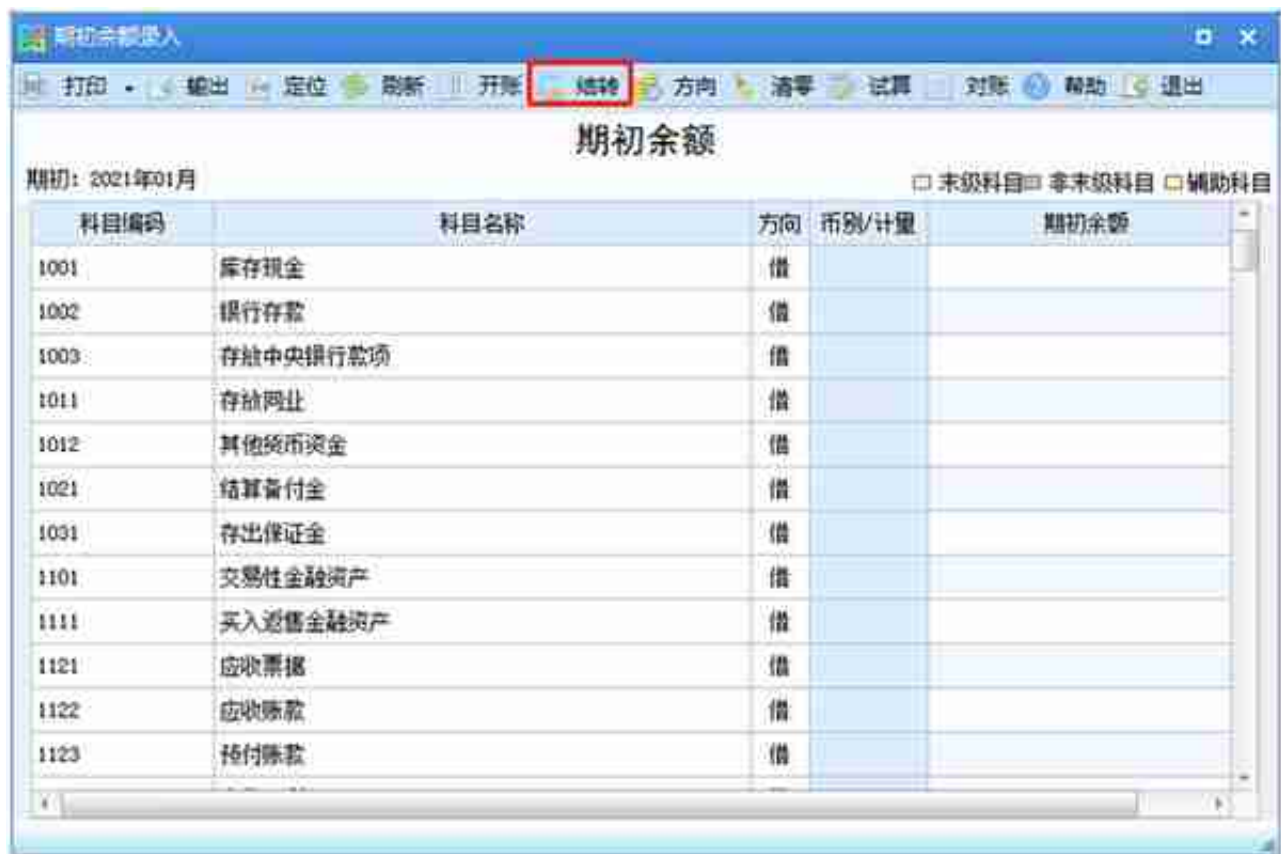 期初余额录入
打印 输出 定位 刷新 开账 结转 方向 清零 试算 对账 帮助 退出
期初余额
期初: 2021年01月 末级科目 非末级科目 辅助科目
科目编码 科目名称 方向 币别/计量 期初余额
1001 库存现金 借
1002 银行存款 借
1003 存放中央银行款项 借
1011 存放同业 借
1012 其他货币资金 借
1021 结算备付金 借
1031 存出保证金 借
1101 交易性金融资产 借
1111 买入返售金融资产 借
1121 应收票据 借
1122 应收账款 借
1123 预付账款 借